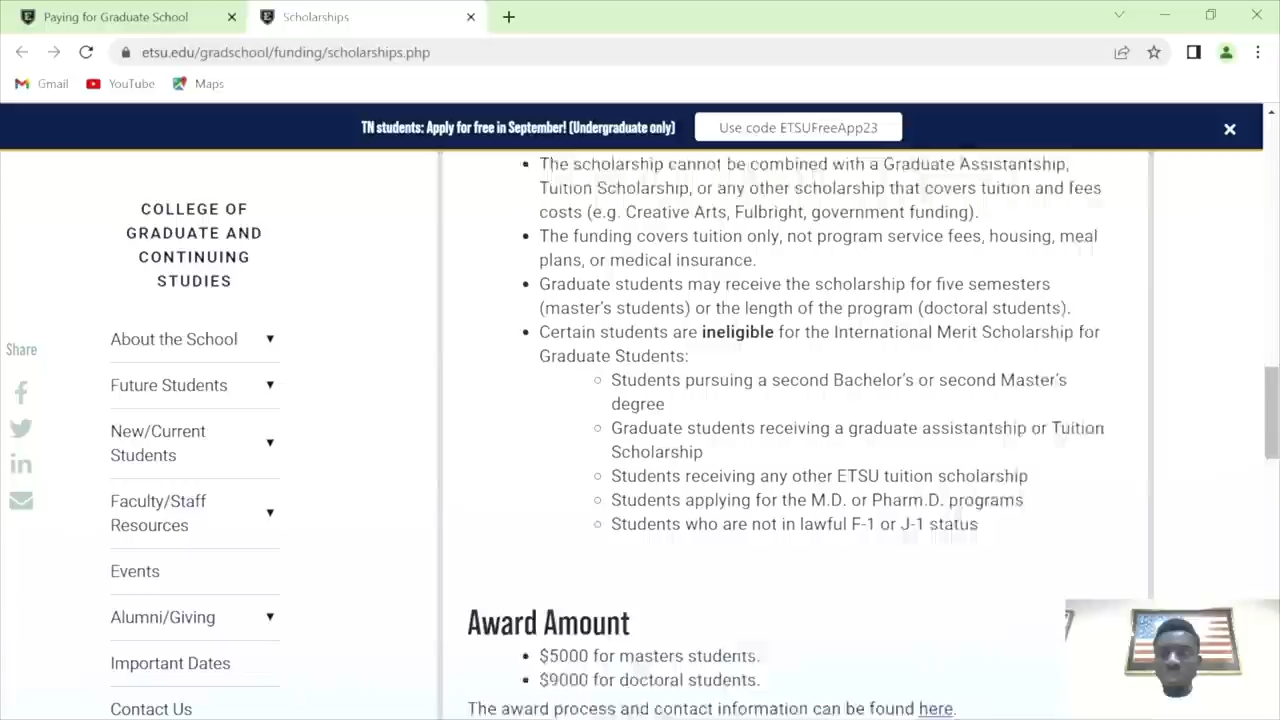 Paying for Graduate School
Scholarships
etsu.edu/gradschool/funding/scholarships.php
Gmail
YouTube
Maps
TN students: Apply for free in September! (Undergraduate only)
Use code ETSUFreeApp23
COLLEGE OF
GRADUATE AND
CONTINUING
STUDIES
Share
About the School
Future Students
New/Current
Students
Faculty/Staff
Resources
Events
Alumni/Giving
Important Dates
Contact Us
• The scholarship cannot be combined with a Graduate Assistantship,
Tuition Scholarship, or any other scholarship that covers tuition and fees
costs (e.g. Creative Arts, Fulbright, government funding).
• The funding covers tuition only, not program service fees, housing, meal
plans, or medical insurance.
• Graduate students may receive the scholarship for five semesters
(master's students) or the length of the program (doctoral students).
• Certain students are ineligible for the International Merit Scholarship for
Graduate Students:
○ Students pursuing a second Bachelor's or second Master's
degree
○ Graduate students receiving a graduate assistantship or Tuition
Scholarship
○ Students receiving any other ETSU tuition scholarship
○ Students applying for the M.D. or Pharm.D. programs
○ Students who are not in lawful F-1 or J-1 status
Award Amount
• $5000 for masters students.
• $9000 for doctoral students.
The award process and contact information can be found here.